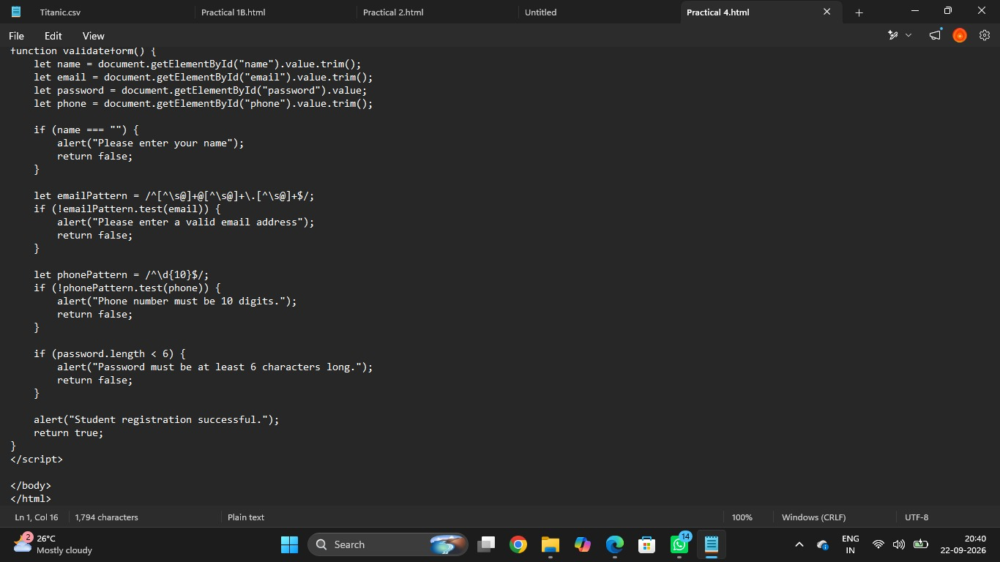 Titanic.csv
Practical 1B.html
Practical 2.html
Untitled
Practical 4.html
File
Edit
View
function validateform() {
    let name = document.getElementById("name").value.trim();
    let email = document.getElementById("email").value.trim();
    let password = document.getElementById("password").value;
    let phone = document.getElementById("phone").value.trim();
    if (name === "") {
        alert("Please enter your name");
        return false;
    }
    let emailPattern = /^[^\s@]+@[^\s@]+\.[^\s@]+$/;
    if (!emailPattern.test(email)) {
        alert("Please enter a valid email address");
        return false;
    }
    let phonePattern = /^\d{10}$/;
    if (!phonePattern.test(phone)) {
        alert("Phone number must be 10 digits.");
        return false;
    }
    if (password.length < 6) {
        alert("Password must be at least 6 characters long.");
        return false;
    }
    alert("Student registration successful.");
    return true;
}
</script>
</body>
</html>
Ln 1, Col 16
1,794 characters
Plain text
100%
Windows (CRLF)
UTF-8
2
26°C
Mostly cloudy
Search
14
ENG
IN
20:40
22-09-2026